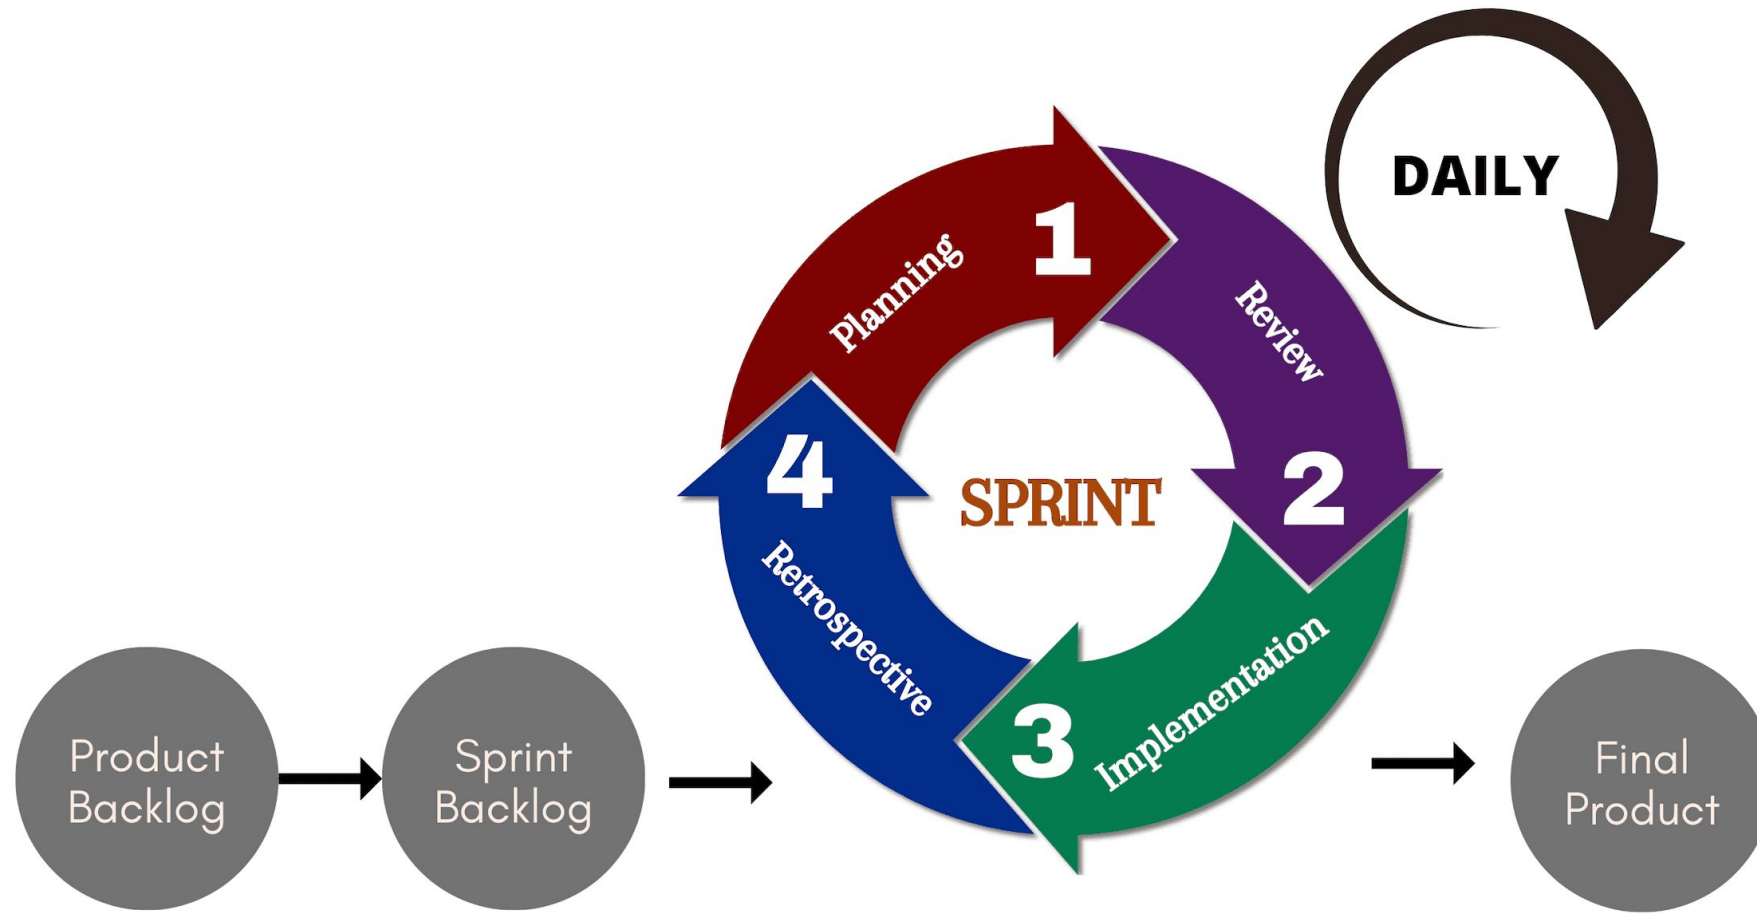 DAILY
1
Planning
Review
2
SPRINT
3
Implementation
4
Retrospective
Product
Backlog
Sprint
Backlog
Final
Product